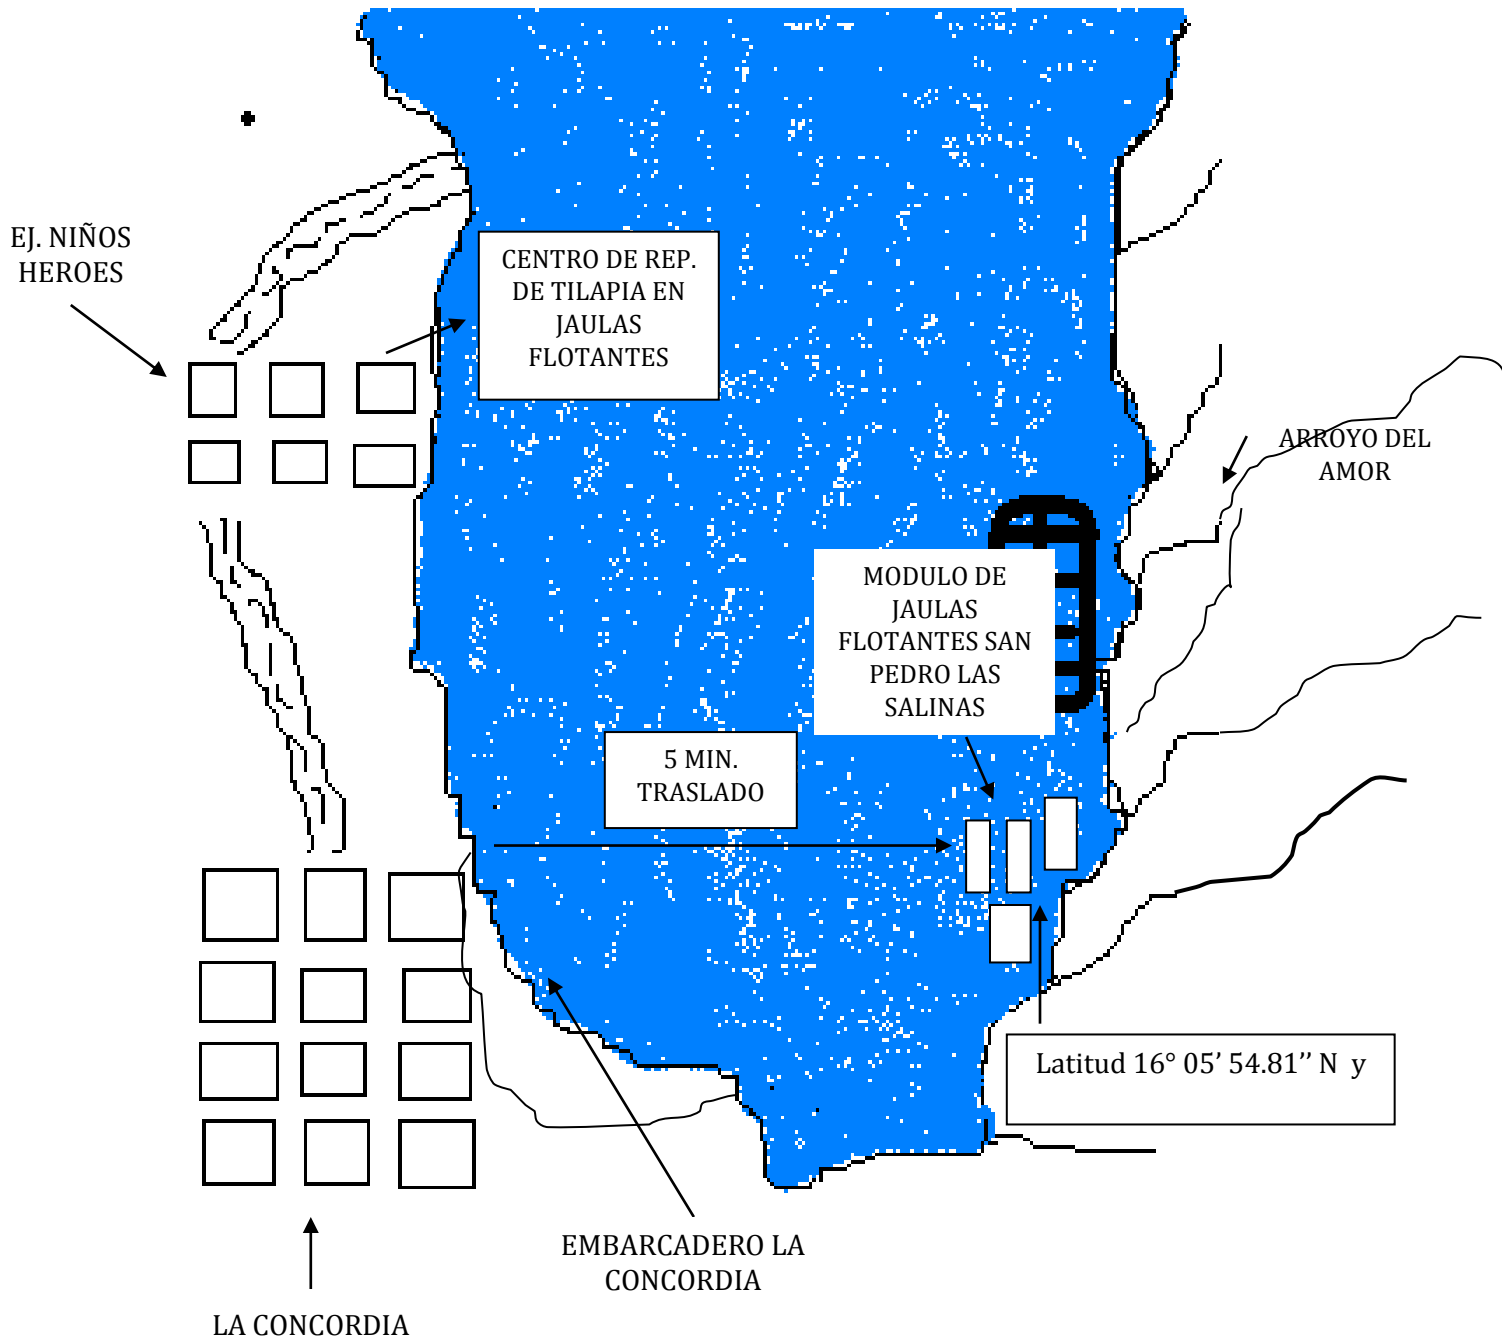 EJ. NIÑOS
HEROES
CENTRO DE REP.
DE TILAPIA EN
JAULAS
FLOTANTES
ARROYO DEL
AMOR
MODULO DE
JAULAS
FLOTANTES SAN
PEDRO LAS
SALINAS
5 MIN.
TRASLADO
Latitud 16° 05’ 54.81’’ N y
EMBARCADERO LA
CONCORDIA
LA CONCORDIA